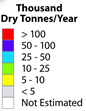 Thousand
Dry Tonnes/Year
> 100
50 - 100
25 - 50
10 - 25
5 - 10
< 5
Not Estimated